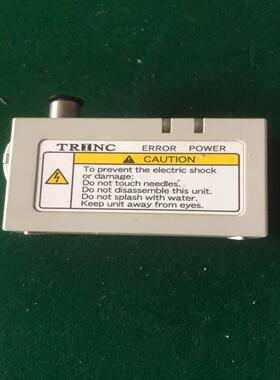 TRINC ERROR POWER
CAUTION
To prevent the electric shock
or damage:
Do not touch needles.
Do not disassemble this unit.
Do not splash with water.
Keep unit away from eyes.